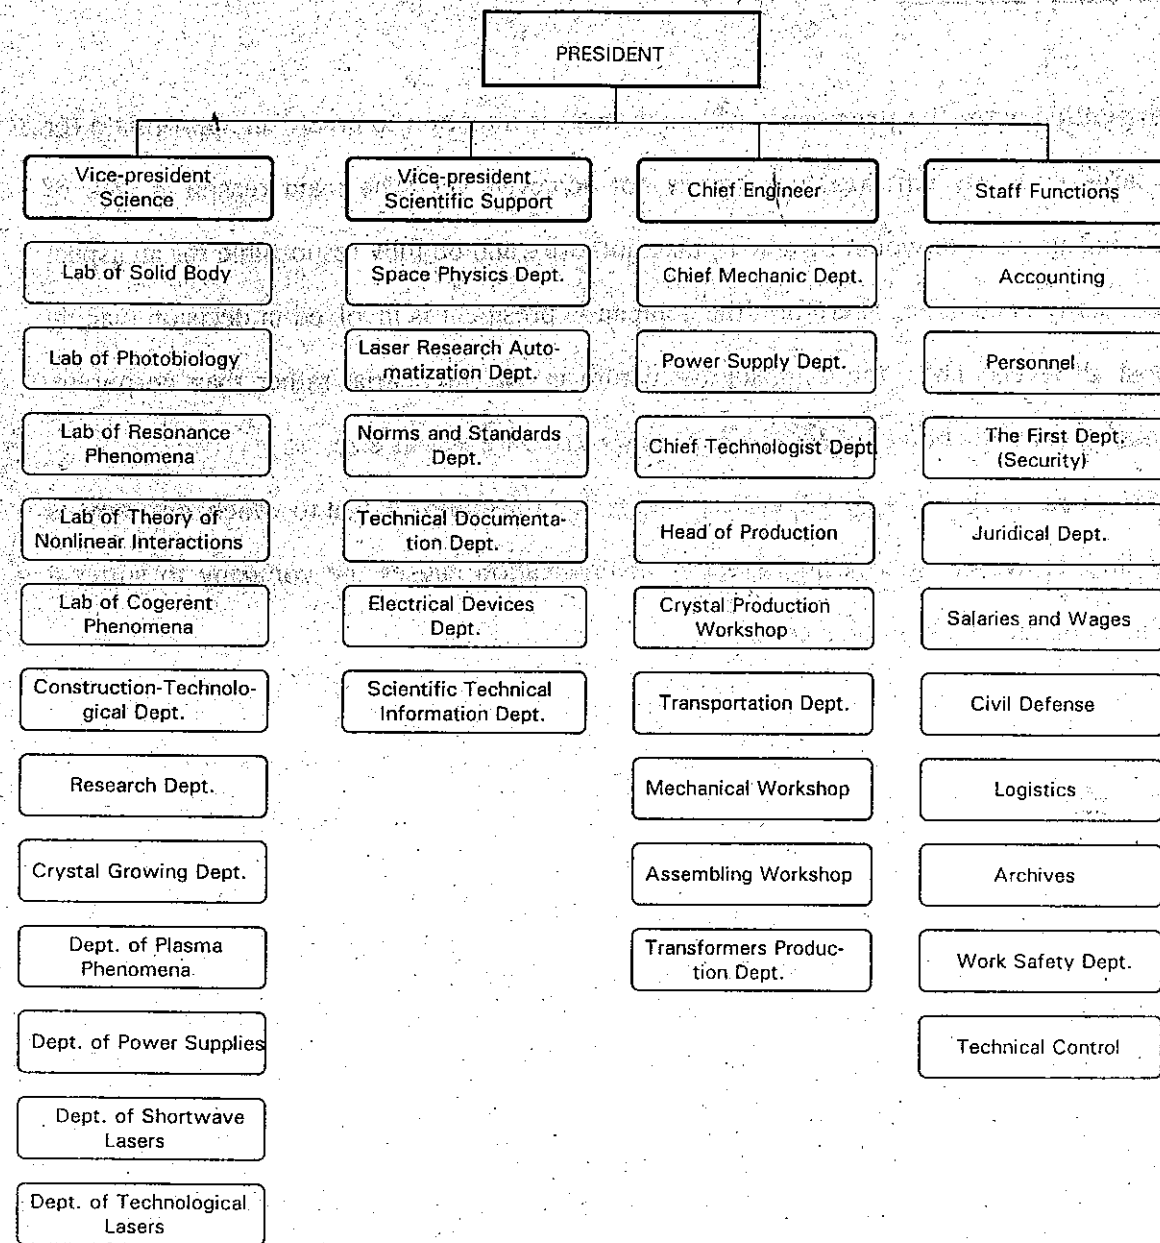 PRESIDENT
Vice-president
Science
Lab of Solid Body
Lab of Photobiology
Lab of Resonance
Phenomena
Lab of Theory of
Nonlinear Interactions
Lab of Cogerent
Phenomena
Construction-Technolo-
gical Dept.
Research Dept.
Crystal Growing Dept.
Dept. of Plasma
Phenomena
Dept. of Power Supplies
Dept. of Shortwave
Lasers
Dept. of Technological
Lasers
Vice-president
Scientific Support
Space Physics Dept.
Laser Research Auto-
matization Dept.
Norms and Standards
Dept.
Technical Documenta-
tion Dept.
Electrical Devices
Dept.
Scientific Technical
Information Dept.
Chief Engineer
Chief Mechanic Dept.
Power Supply Dept.
Chief Technologist Dept
Head of Production
Crystal Production
Workshop
Transportation Dept.
Mechanical Workshop
Assembling Workshop
Transformers Produc-
tion Dept.
Staff Functions
Accounting
Personnel
The First Dept.
(Security)
Juridical Dept.
Salaries and Wages
Civil Defense
Logistics
Archives
Work Safety Dept.
Technical Control